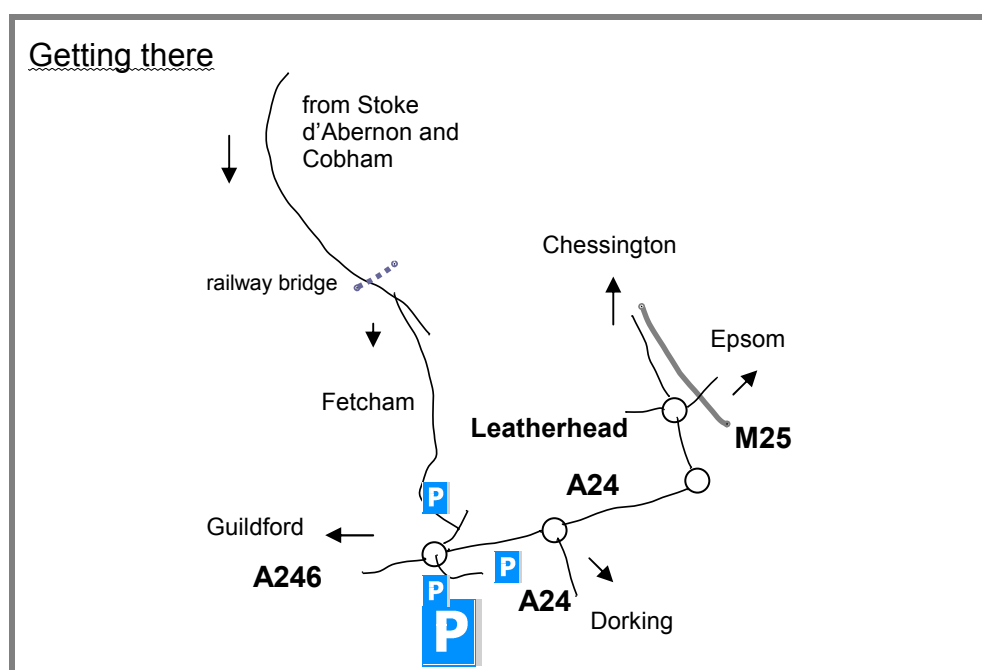 Getting there
from Stoke
d'Abernon and
Cobham
Chessington
railway bridge
Epsom
Fetcham
Leatherhead
M25
A24
P
Guildford
A246
P
P
A24
Dorking
P